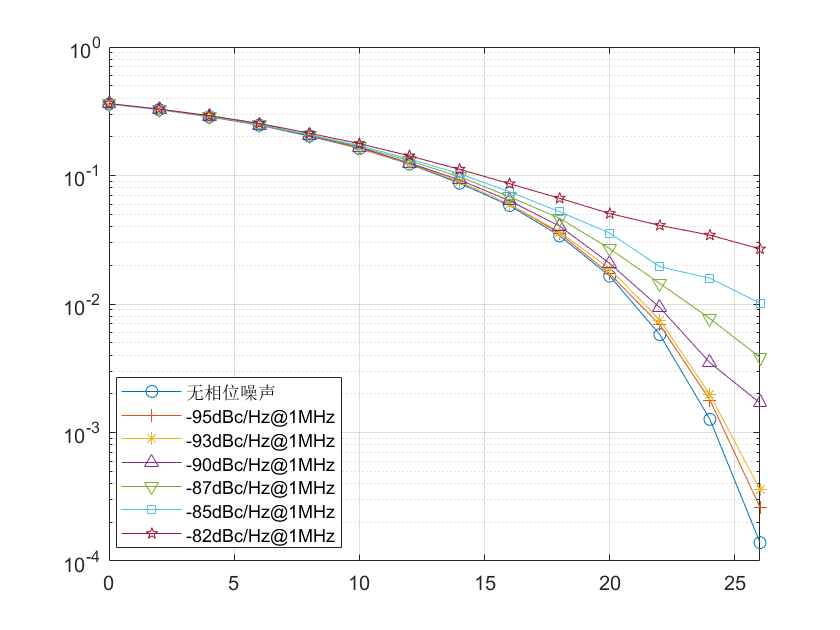 10^0
10^-1
10^-2
10^-3
10^-4
无相位噪声
-95dBc/Hz@1MHz
-93dBc/Hz@1MHz
-90dBc/Hz@1MHz
-87dBc/Hz@1MHz
-85dBc/Hz@1MHz
-82dBc/Hz@1MHz
0 5 10 15 20 25